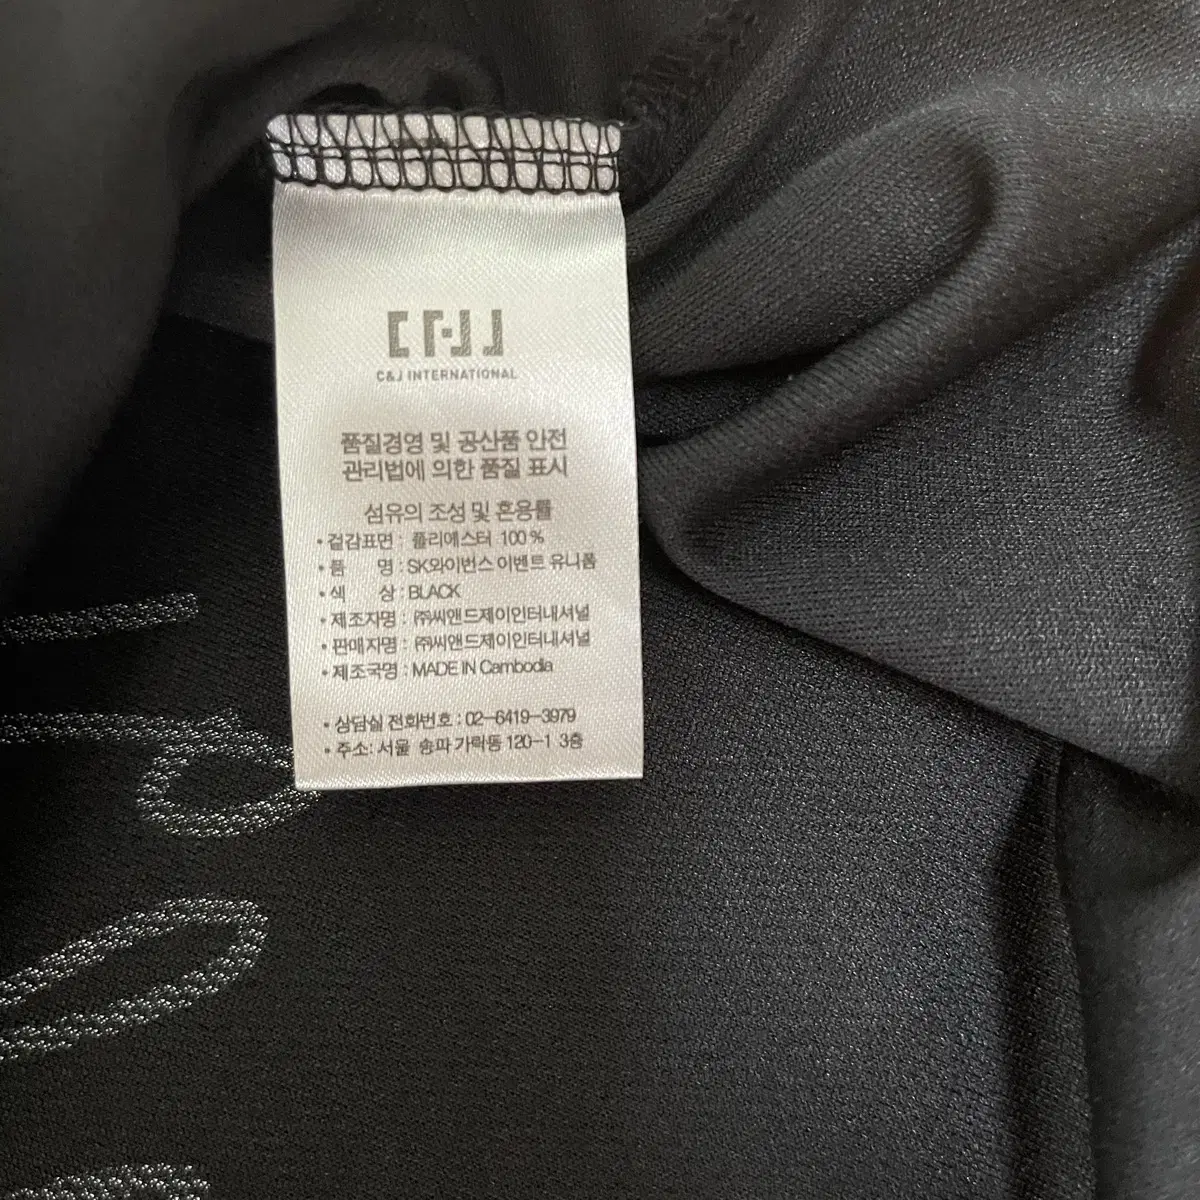 C&J INTERNATIONAL
품질경영 및 공산품 안전
관리법에 의한 품질 표시
섬유의 조성 및 혼용률
• 겉감표면 : 폴리에스터 100 %
• 품 명 : SK와이번스 이벤트 유니폼
• 색 상 : BLACK
• 제조자명 : ㈜씨앤드제이인터내셔널
• 판매자명 : ㈜씨앤드제이인터내셔널
• 제조국명 : MADE IN Cambodia
• 상담실 전화번호 : 02-6419-3979
• 주소: 서울 송파 가락동 120-1 3층